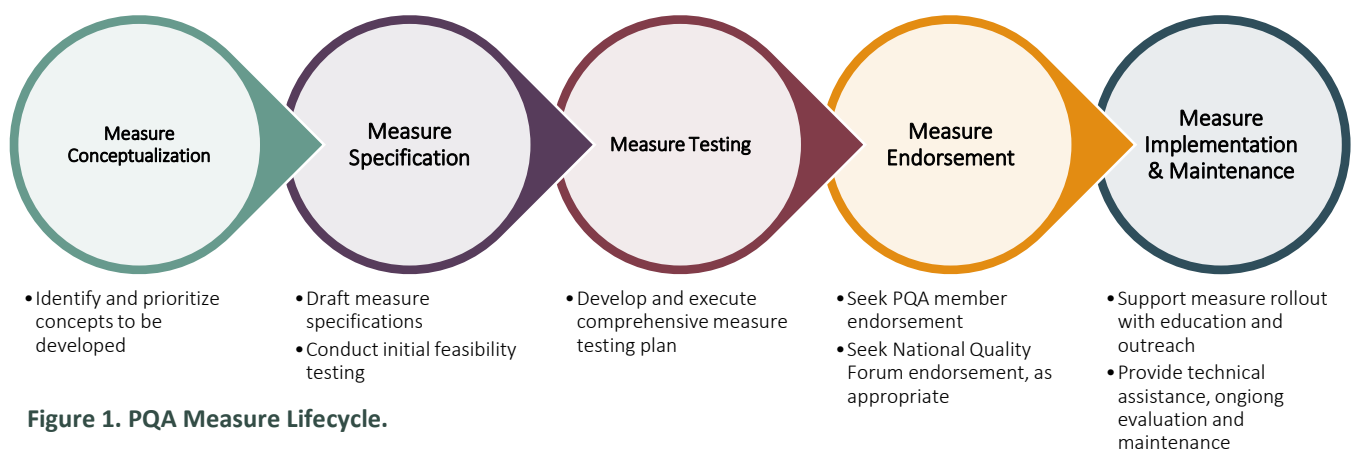 Measure
Conceptualization
Measure
Specification
Measure Testing
Measure
Endorsement
Measure
Implementation
& Maintenance
•Identify and prioritize
concepts to be
developed
•Draft measure
specifications
•Conduct initial feasibility
testing
•Develop and execute
comprehensive measure
testing plan
•Seek PQA member
endorsement
•Seek National Quality
Forum endorsement, as
appropriate
•Support measure rollout
with education and
outreach
•Provide technical
assistance, ongiong
evaluation and
maintenance
Figure 1. PQA Measure Lifecycle.